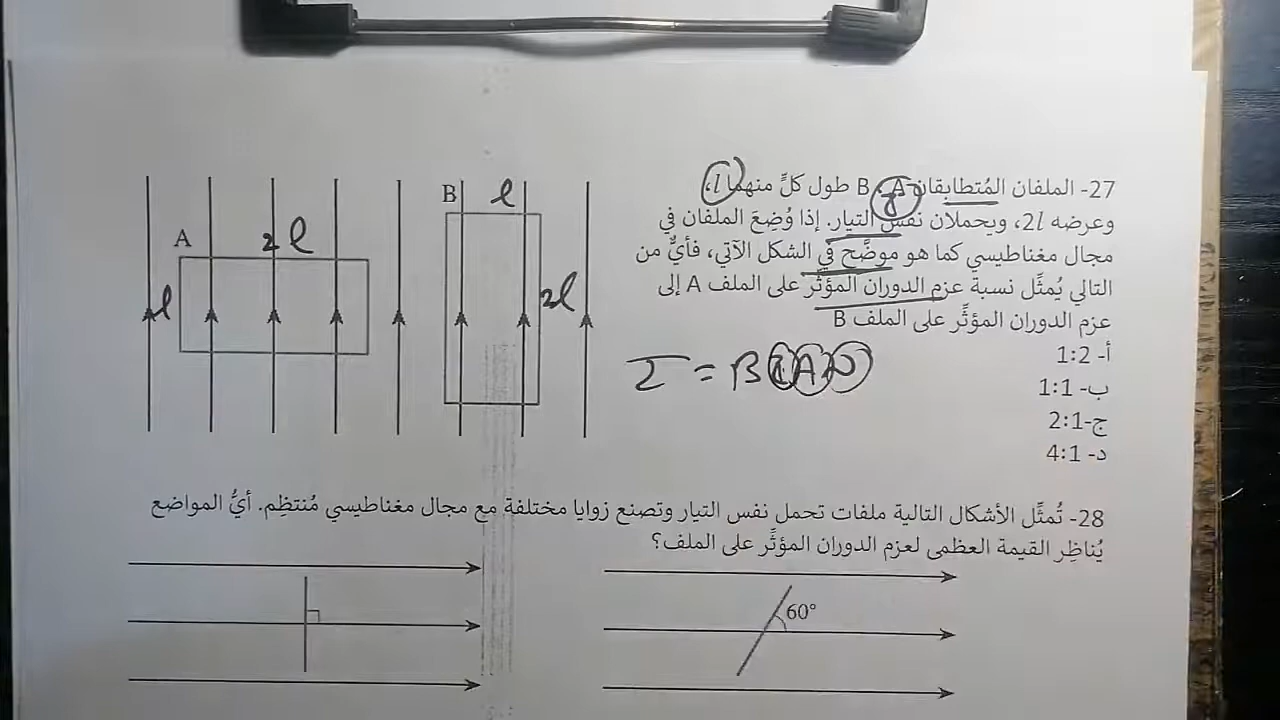 27- الملفان المُتطابقان A، B طول كلٍّ منهما l،
وعرضه 2l، ويحملان نفس التيار. إذا وُضِعَ الملفان في
مجال مغناطيسي كما هو موضَّح في الشكل الآتي، فأيٌّ من
التالي يُمثِّل نسبة عزم الدوران المؤثِّر على الملف A إلى
عزم الدوران المؤثِّر على الملف B
أ- 1:2
ب- 1:1
ج-2:1
د- 4:1
A
2l
l
B
l
2l
τ = BIAN
28- تُمثِّل الأشكال التالية ملفات تحمل نفس التيار وتصنع زوايا مختلفة مع مجال مغناطيسي مُنتظِم. أيُّ المواضع
يُناظِر القيمة العظمى لعزم الدوران المؤثِّر على الملف؟
60°